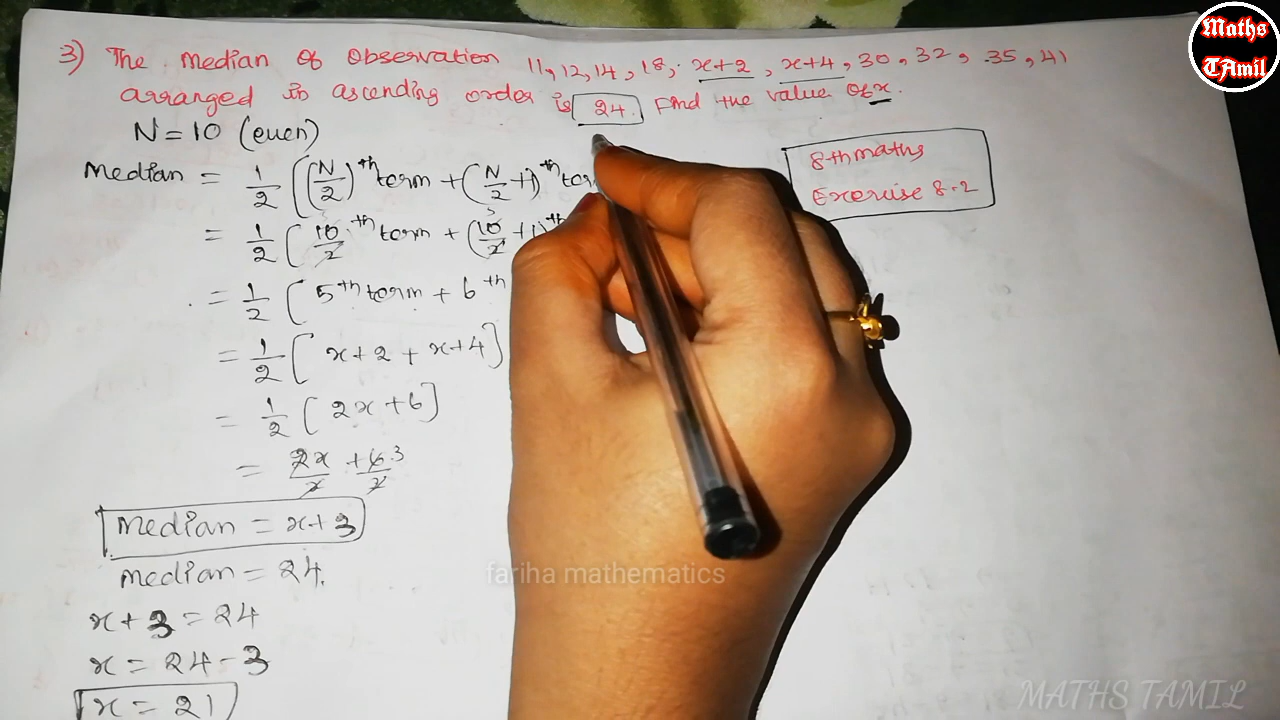 3) The Median of Observation 11, 12, 14, 18, x+2, x+4, 30, 32, 35, 41
arranged in ascending order is 24. Find the value of x.
N = 10 (even)
Median = 1/2 ((N/2)th term + (N/2 + 1)th
= 1/2 [ 10/2 th term + (10/2 + 1)th
= 1/2 [ 5th term + 6th
= 1/2 [ x+2 + x+4 ]
= 1/2 [ 2x+6 ]
= 2x/2 + 6/2 3
Median = x+3
median = 24.
x+3 = 24
x = 24-3
x = 21
8th maths
Exercise 8.2
Maths
TAmil
fariha mathematics
MATHS TAMIL